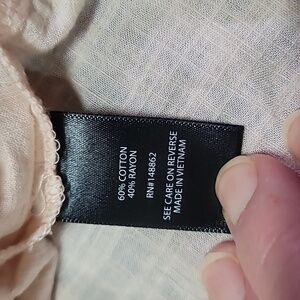 60% COTTON
40% RAYON
RN#148862
SEE CARE ON REVERSE
MADE IN VIETNAM